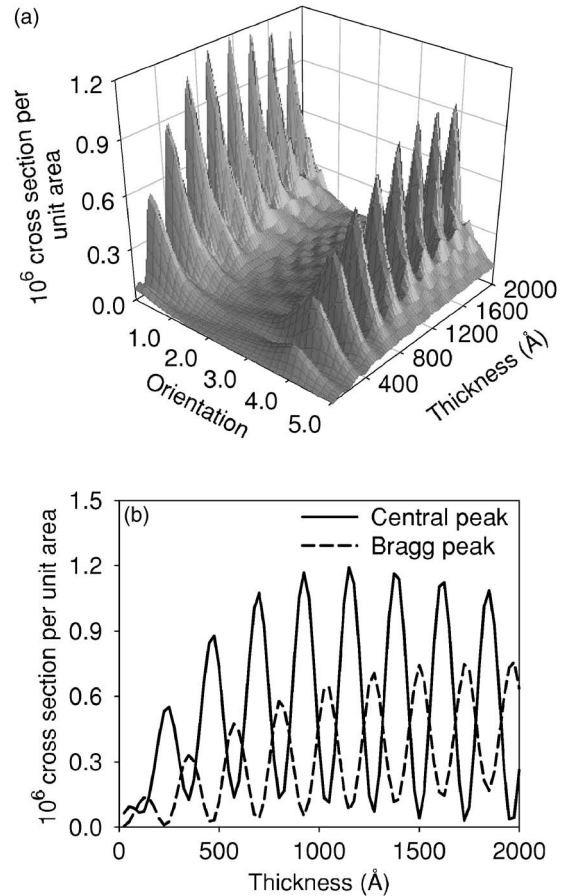 (a)
10⁶ cross section per
unit area
1.2
0.9
0.6
0.3
0.0
1.0
2.0
3.0
4.0
5.0
Orientation
400
800
1200
1600
2000
Thickness (Å)
(b)
Central peak
Bragg peak
10⁶ cross section per unit area
1.5
1.2
0.9
0.6
0.3
0.0
0 500 1000 1500 2000
Thickness (Å)